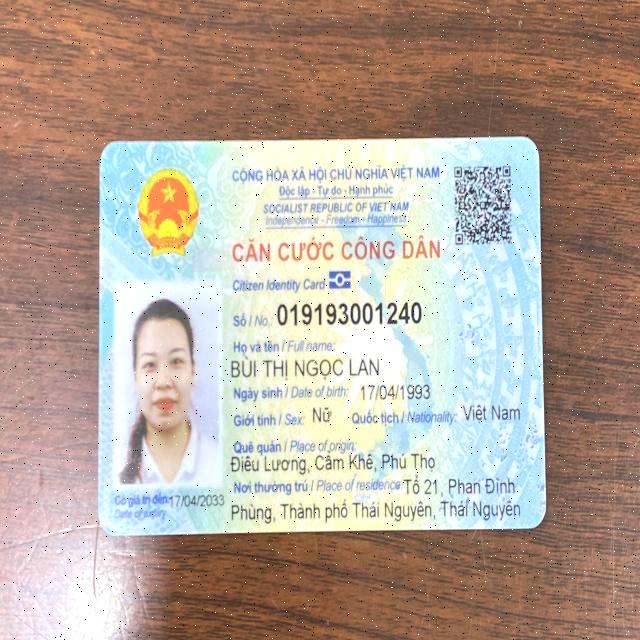 CỘNG HÒA XÃ HỘI CHỦ NGHĨA VIỆT NAM
Độc lập - Tự do - Hạnh phúc
SOCIALIST REPUBLIC OF VIET NAM
Independence - Freedom - Happiness
CĂN CƯỚC CÔNG DÂN
Citizen Identity Card
Số / No.: 019193001240
Họ và tên / Full name:
BÙI THỊ NGỌC LAN
Ngày sinh / Date of birth: 17/04/1993
Giới tính / Sex: Nữ Quốc tịch / Nationality: Việt Nam
Quê quán / Place of origin:
Điêu Lương, Cẩm Khê, Phú Thọ
Nơi thường trú / Place of residence: Tổ 21, Phan Đình
Phùng, Thành phố Thái Nguyên, Thái Nguyên
Có giá trị đến: 17/04/2033
Date of expiry